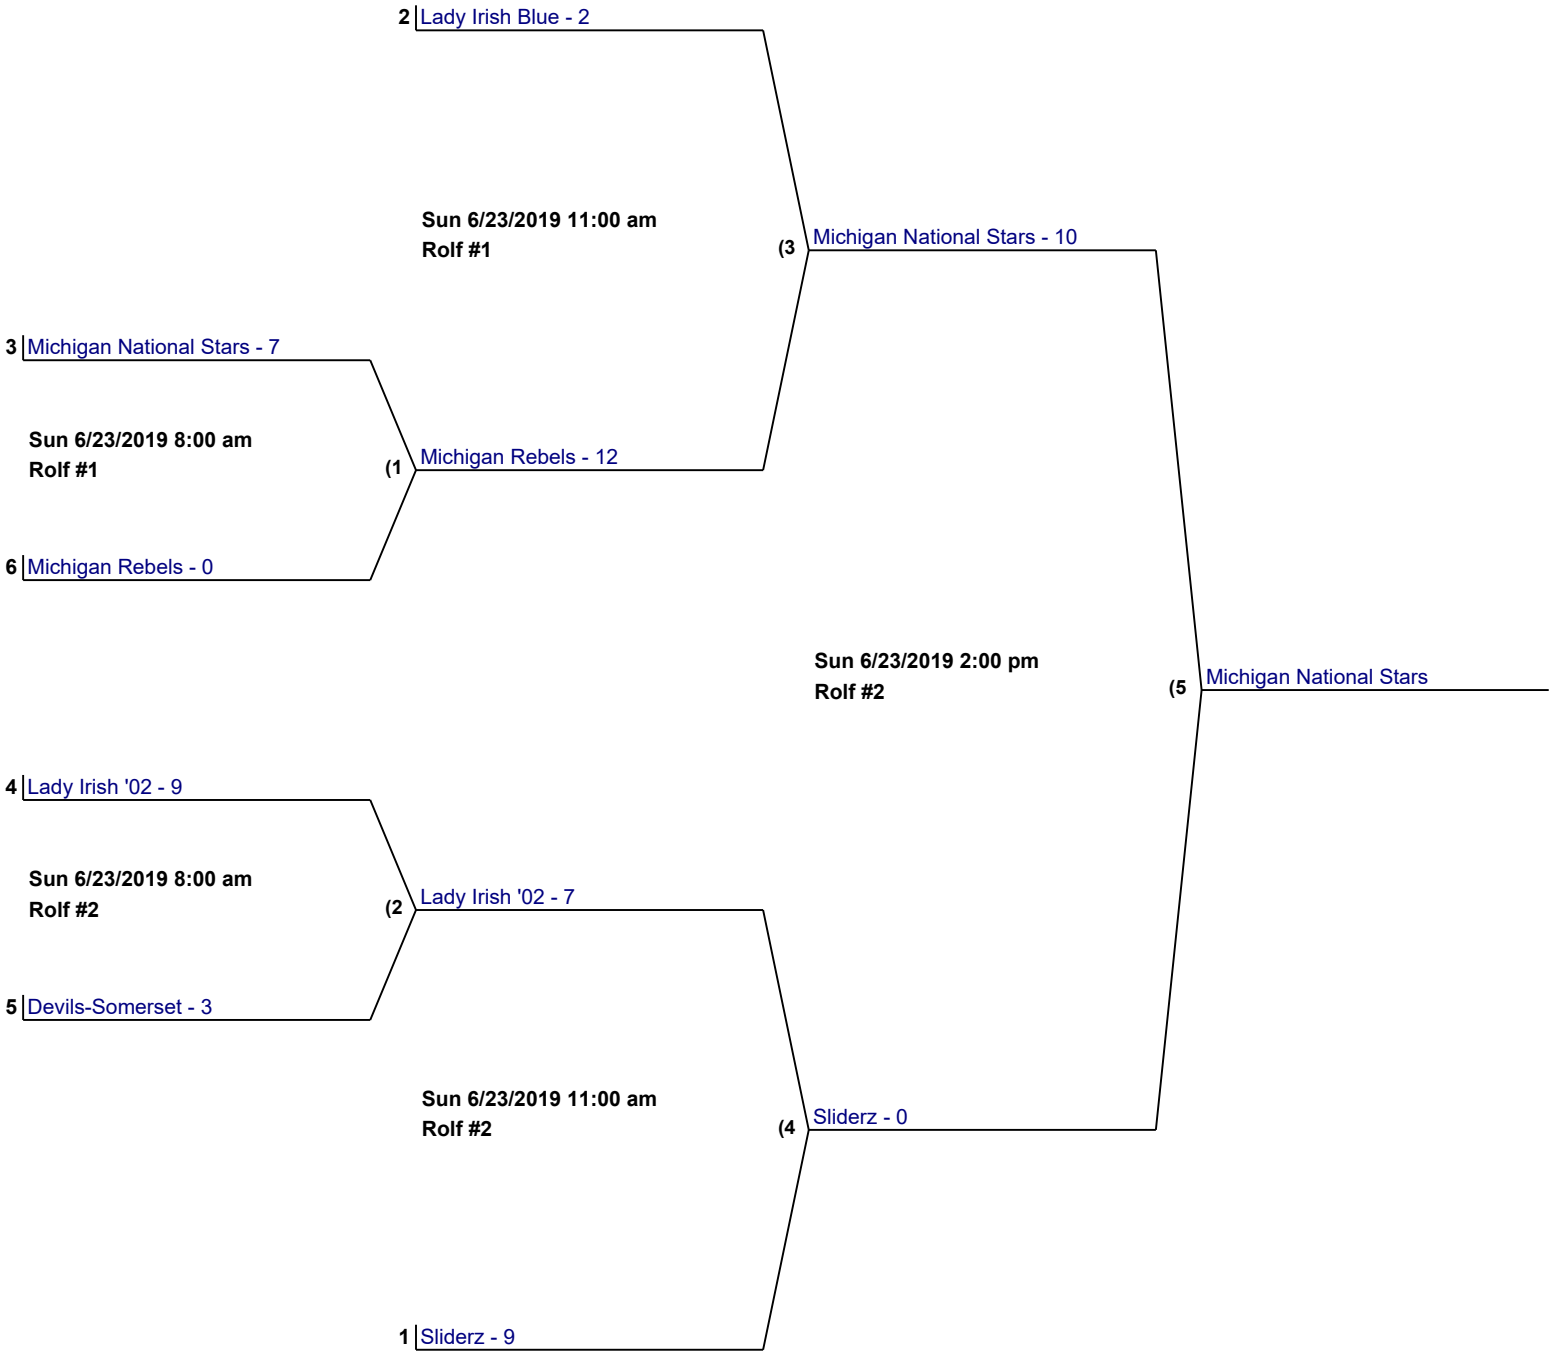 2 Lady Irish Blue - 2
Sun 6/23/2019 11:00 am
Rolf #1
(3 Michigan National Stars - 10
3 Michigan National Stars - 7
Sun 6/23/2019 8:00 am
Rolf #1
(1 Michigan Rebels - 12
6 Michigan Rebels - 0
Sun 6/23/2019 2:00 pm
Rolf #2
(5 Michigan National Stars
4 Lady Irish '02 - 9
Sun 6/23/2019 8:00 am
Rolf #2
(2 Lady Irish '02 - 7
5 Devils-Somerset - 3
Sun 6/23/2019 11:00 am
Rolf #2
(4 Sliderz - 0
1 Sliderz - 9